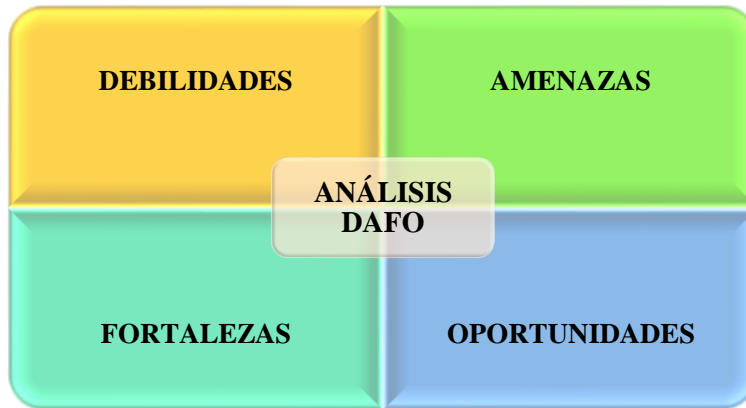 DEBILIDADES
AMENAZAS
ANÁLISIS
DAFO
FORTALEZAS
OPORTUNIDADES